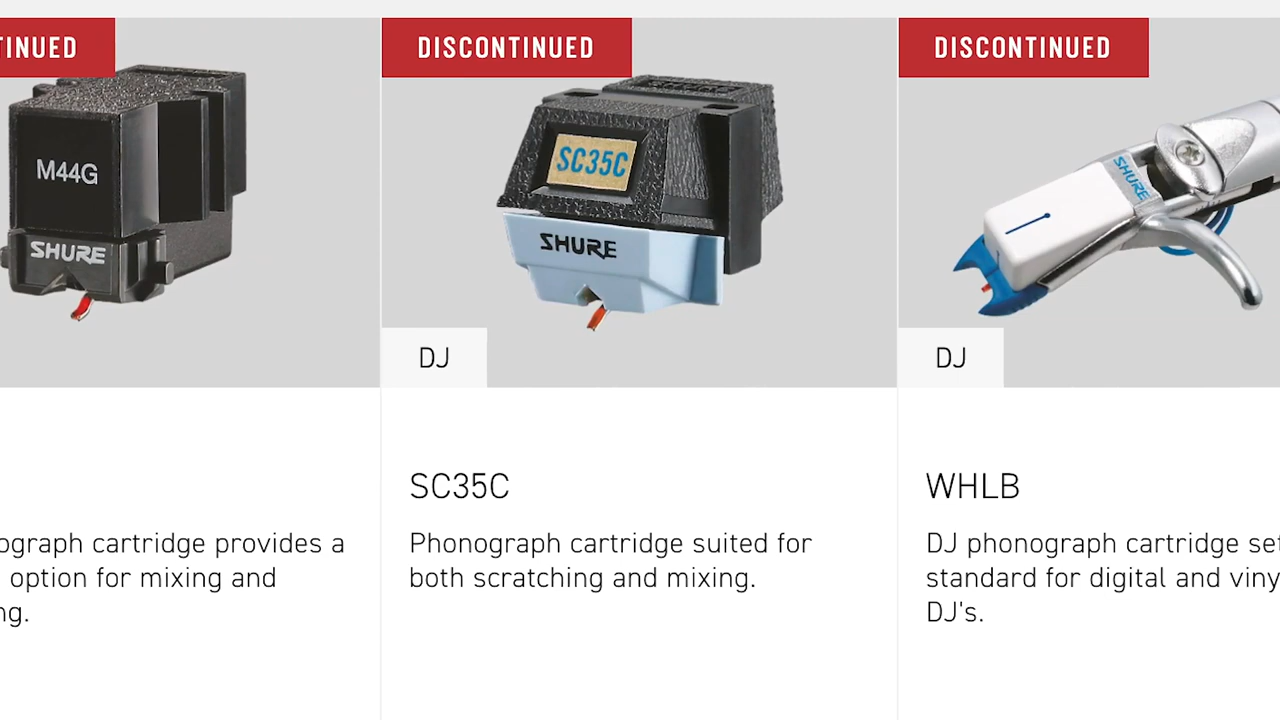 TINUED
DISCONTINUED
DISCONTINUED
M44G
SHURE
SC35C
SHURE
SHURE
DJ
DJ
SC35C
WHLB
ograph cartridge provides a
option for mixing and
ng.
Phonograph cartridge suited for
both scratching and mixing.
DJ phonograph cartridge set
standard for digital and viny
DJ's.